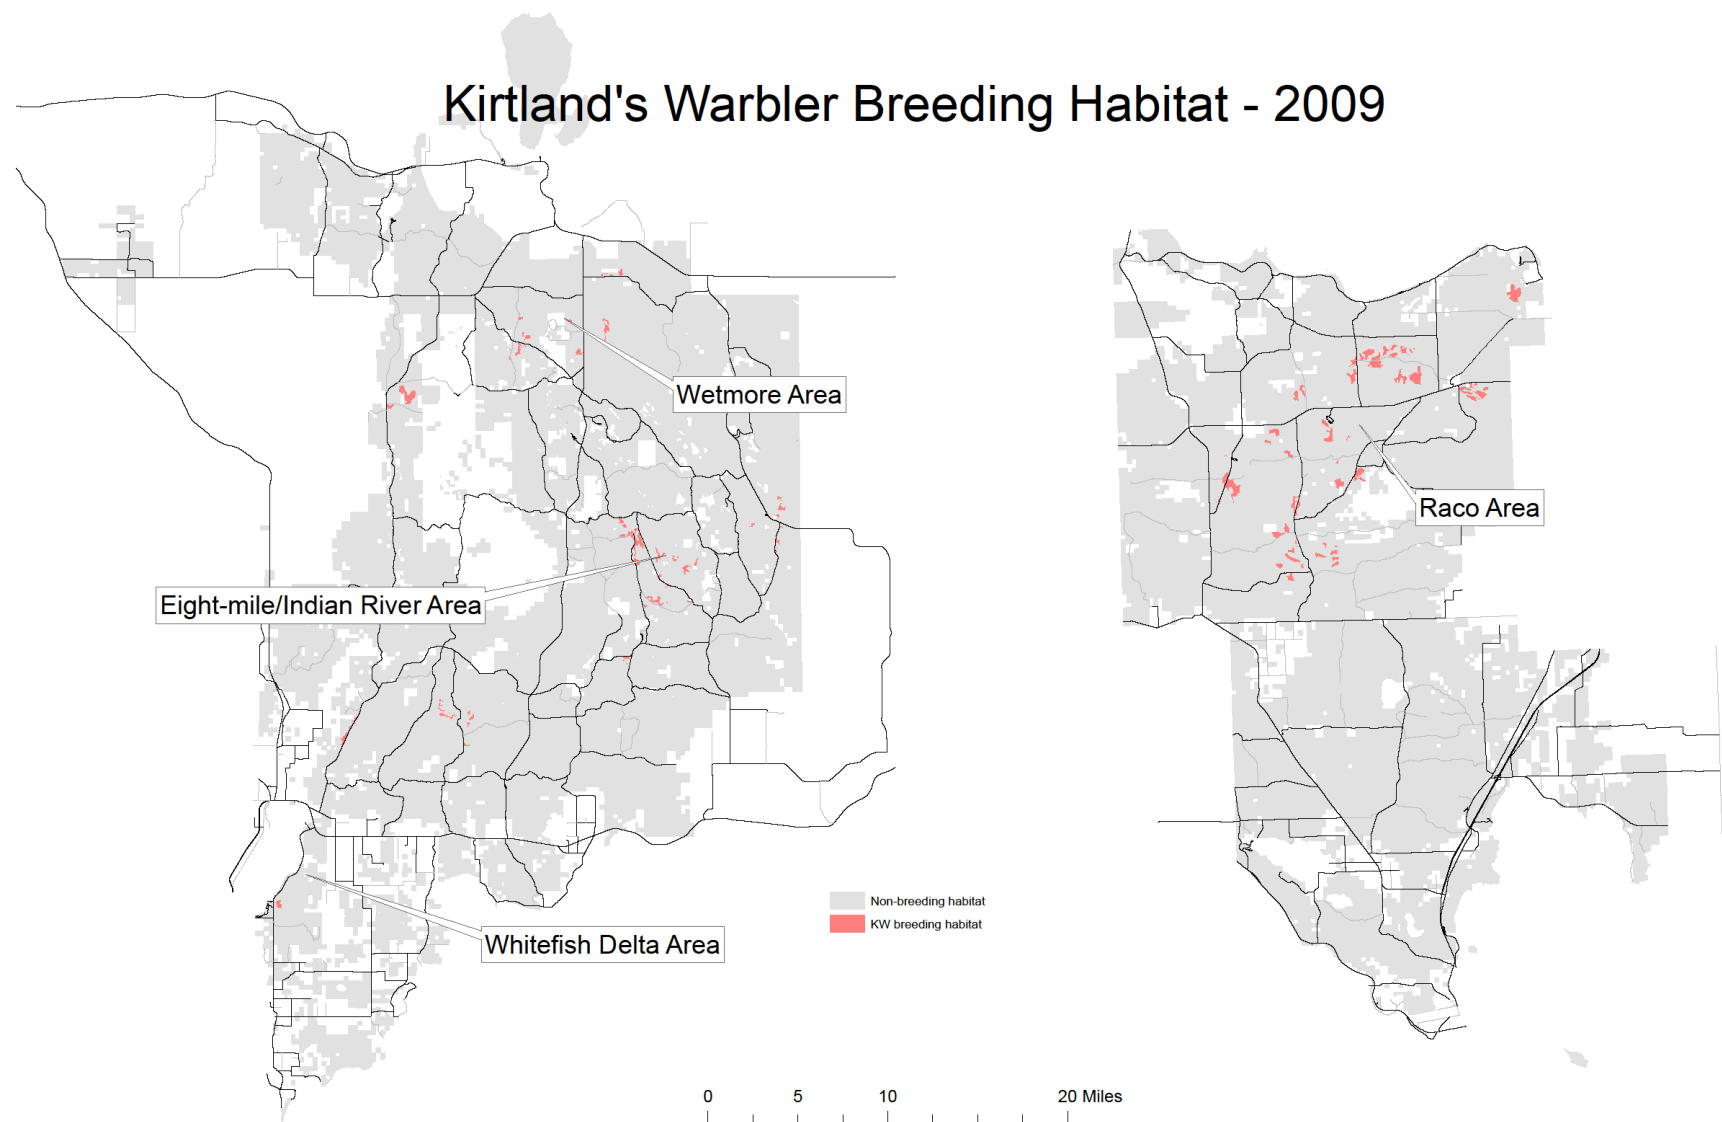 Kirtland's Warbler Breeding Habitat - 2009
Wetmore Area
Raco Area
Eight-mile/Indian River Area
Non-breeding habitat
KW breeding habitat
Whitefish Delta Area
0 5 10 20 Miles